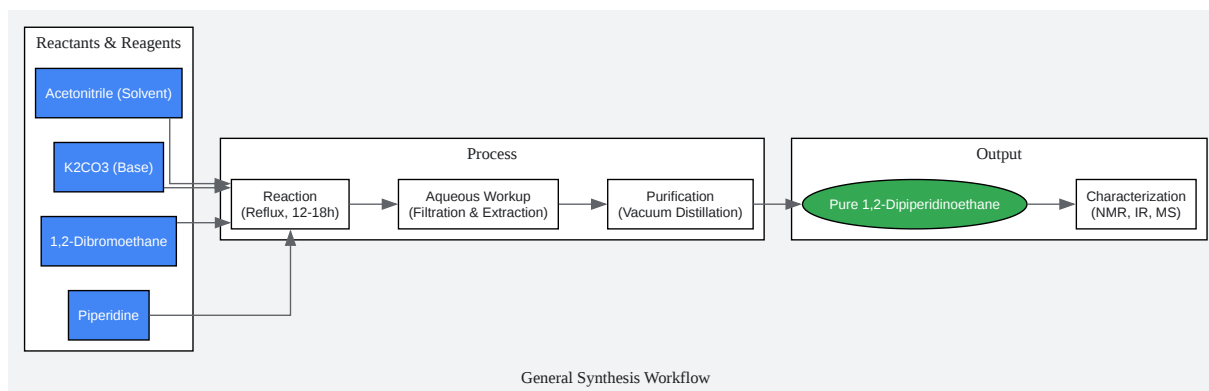 Reactants & Reagents
Acetonitrile (Solvent)
K2CO3 (Base)
1,2-Dibromoethane
Piperidine
Process
Reaction
(Reflux, 12-18h)
Aqueous Workup
(Filtration & Extraction)
Purification
(Vacuum Distillation)
Output
Pure 1,2-Dipiperidinoethane
Characterization
(NMR, IR, MS)
General Synthesis Workflow